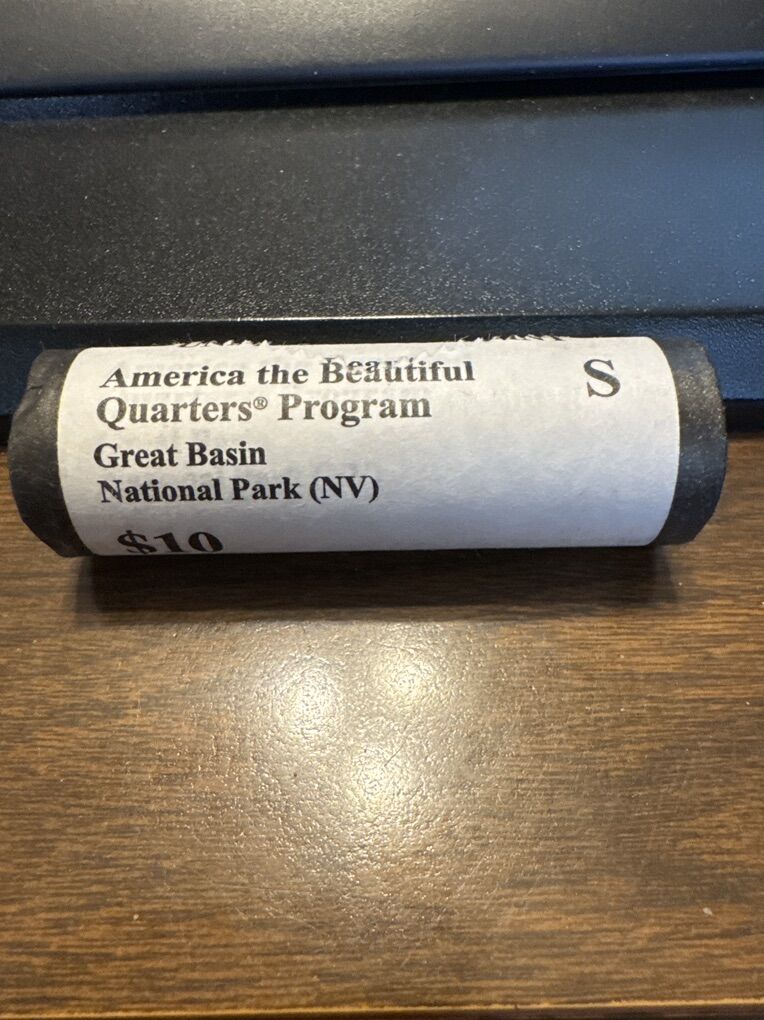 America the Beautiful S
Quarters® Program
Great Basin
National Park (NV)
$10